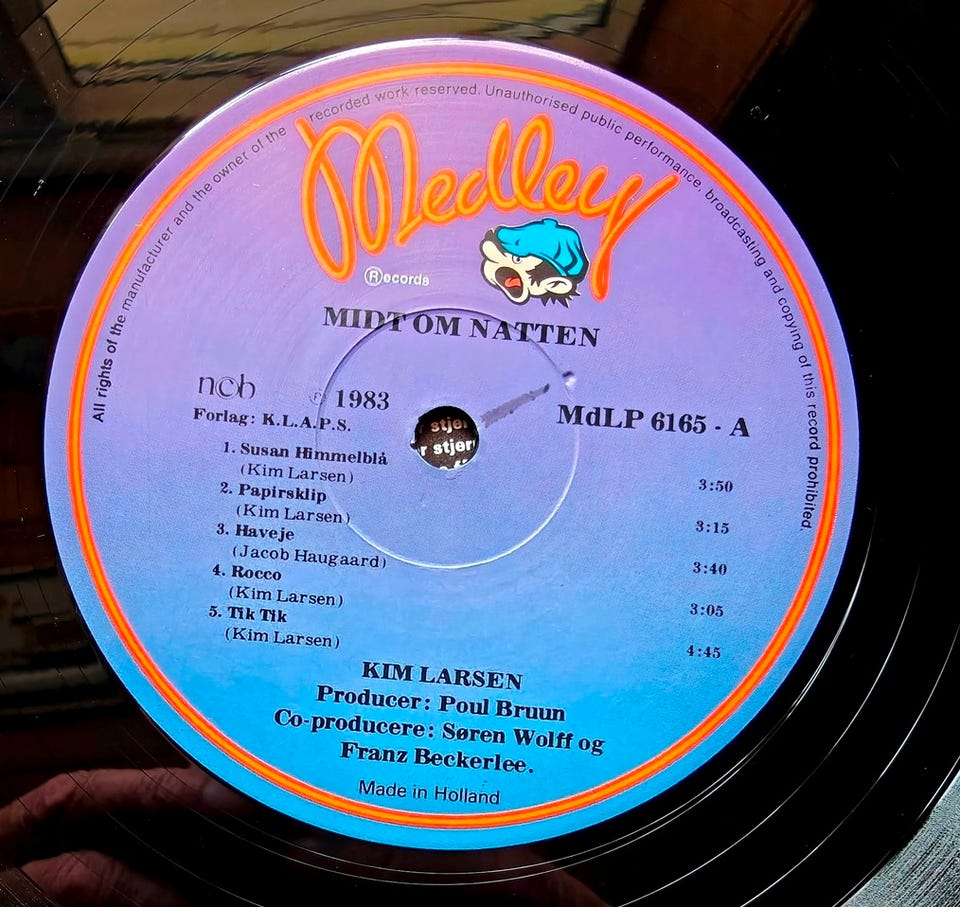 All rights of the manufacturer and the owner of the recorded work reserved. Unauthorised public performance, broadcasting and copying of this record prohibited.
Medley
Ⓡecords
MIDT OM NATTEN
ncb
Ⓟ 1983
Forlag: K.L.A.P.S.
MdLP 6165 - A
1. Susan Himmelblå
(Kim Larsen) 3:50
2. Papirsklip
(Kim Larsen) 3:15
3. Haveje
(Jacob Haugaard) 3:40
4. Rocco
(Kim Larsen) 3:05
5. Tik Tik
(Kim Larsen) 4:45
KIM LARSEN
Producer: Poul Bruun
Co-producere: Søren Wolff og
Franz Beckerlee.
Made in Holland